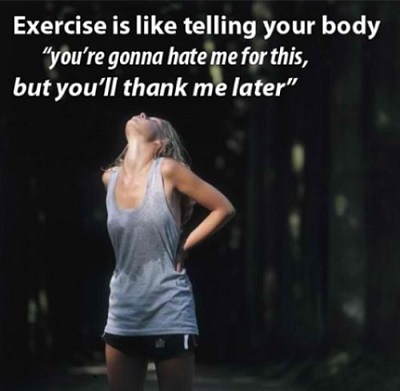 Exercise is like telling your body
“you’re gonna hate me for this,
but you’ll thank me later”